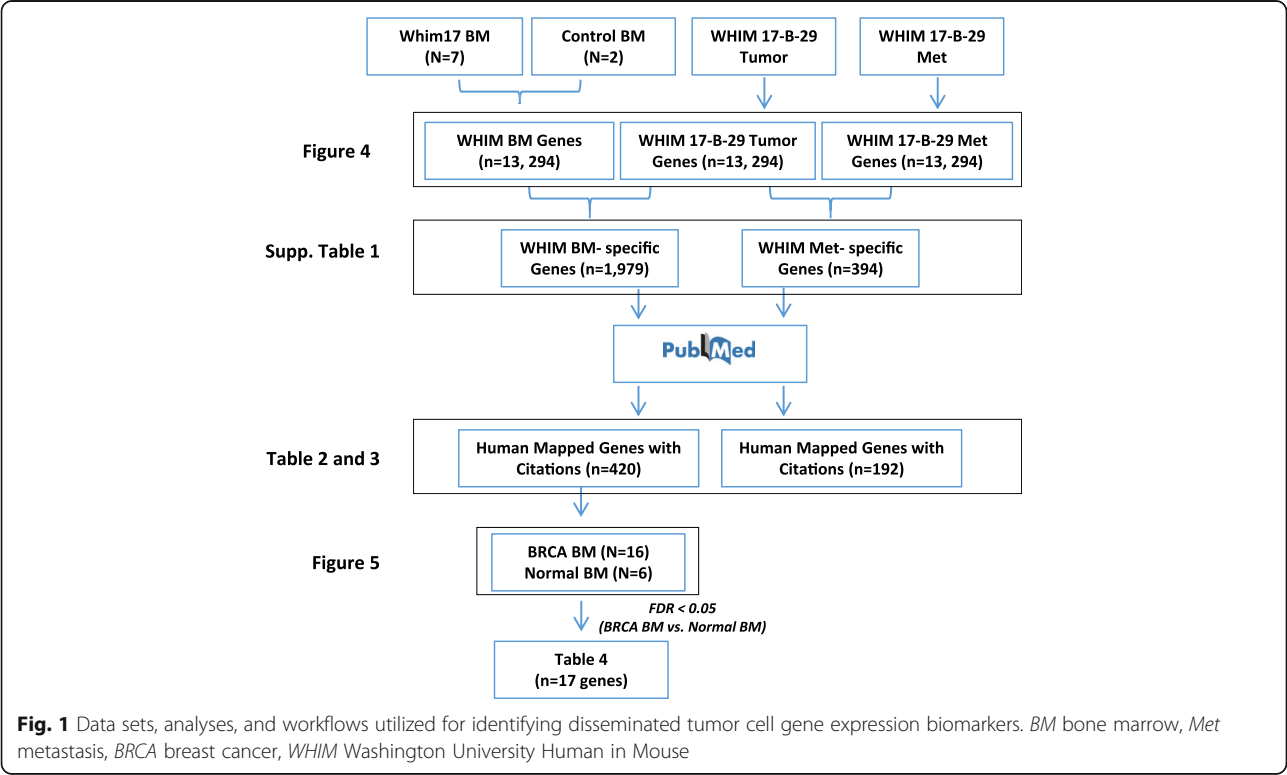 Whim17 BM
(N=7)
Control BM
(N=2)
WHIM 17-B-29
Tumor
WHIM 17-B-29
Met
Figure 4
WHIM BM Genes
(n=13, 294)
WHIM 17-B-29 Tumor
Genes (n=13, 294)
WHIM 17-B-29 Met
Genes (n=13, 294)
Supp. Table 1
WHIM BM- specific
Genes (n=1,979)
WHIM Met- specific
Genes (n=394)
PubMed
Table 2 and 3
Human Mapped Genes with
Citations (n=420)
Human Mapped Genes with
Citations (n=192)
Figure 5
BRCA BM (N=16)
Normal BM (N=6)
FDR < 0.05
(BRCA BM vs. Normal BM)
Table 4
(n=17 genes)
Fig. 1 Data sets, analyses, and workflows utilized for identifying disseminated tumor cell gene expression biomarkers. BM bone marrow, Met
metastasis, BRCA breast cancer, WHIM Washington University Human in Mouse